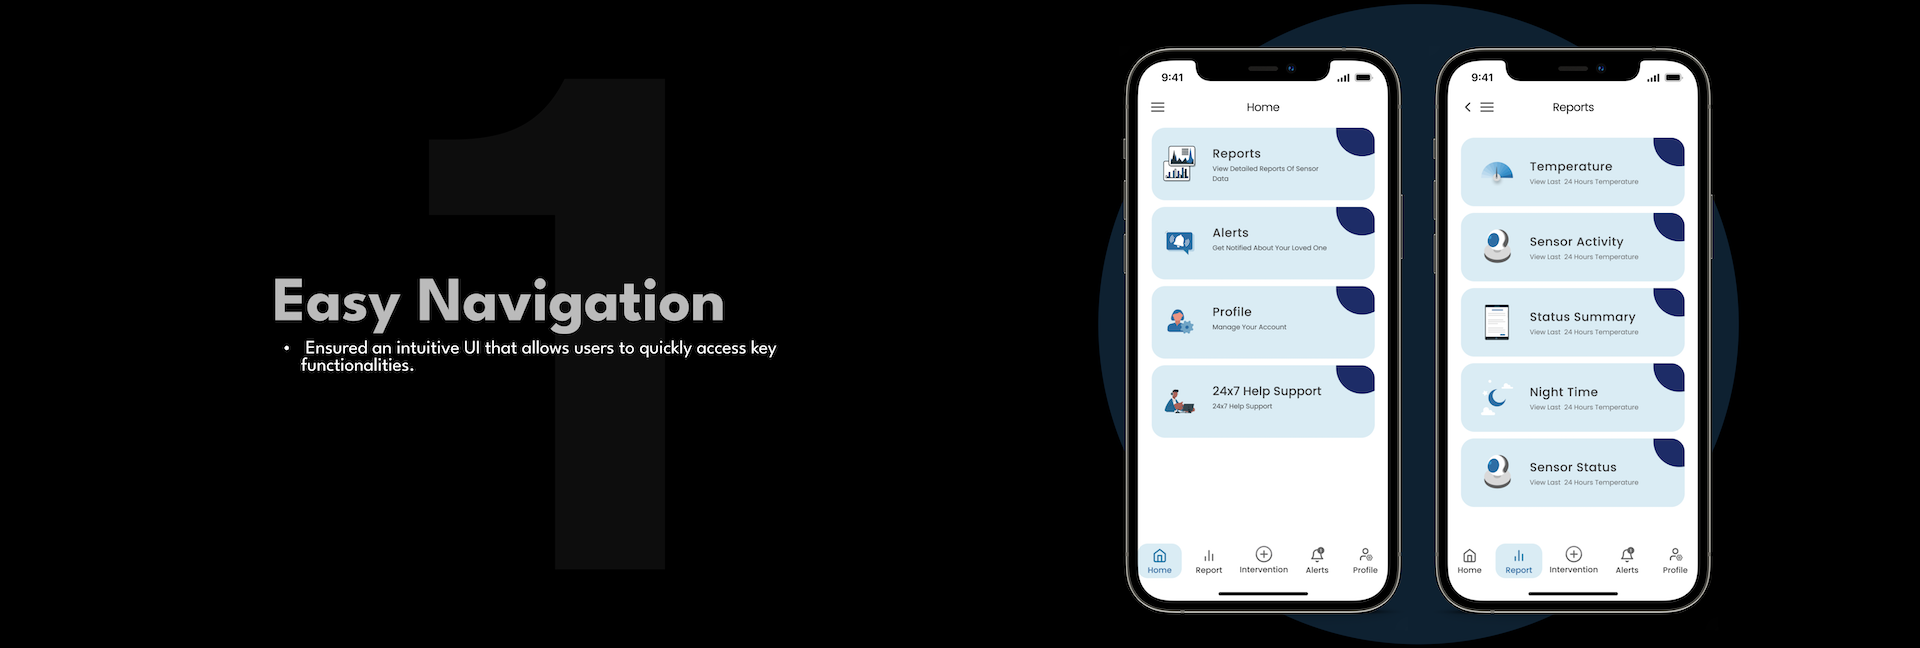 1
Easy Navigation
• Ensured an intuitive UI that allows users to quickly access key
functionalities.
9:41
Home
Reports
View Detailed Reports Of Sensor
Data
Alerts
Get Notified About Your Loved One
Profile
Manage Your Account
24x7 Help Support
24x7 Help Support
Home Report Intervention Alerts Profile
9:41
Reports
Temperature
View Last 24 Hours Temperature
Sensor Activity
View Last 24 Hours Temperature
Status Summary
View Last 24 Hours Temperature
Night Time
View Last 24 Hours Temperature
Sensor Status
View Last 24 Hours Temperature
Home Report Intervention Alerts Profile